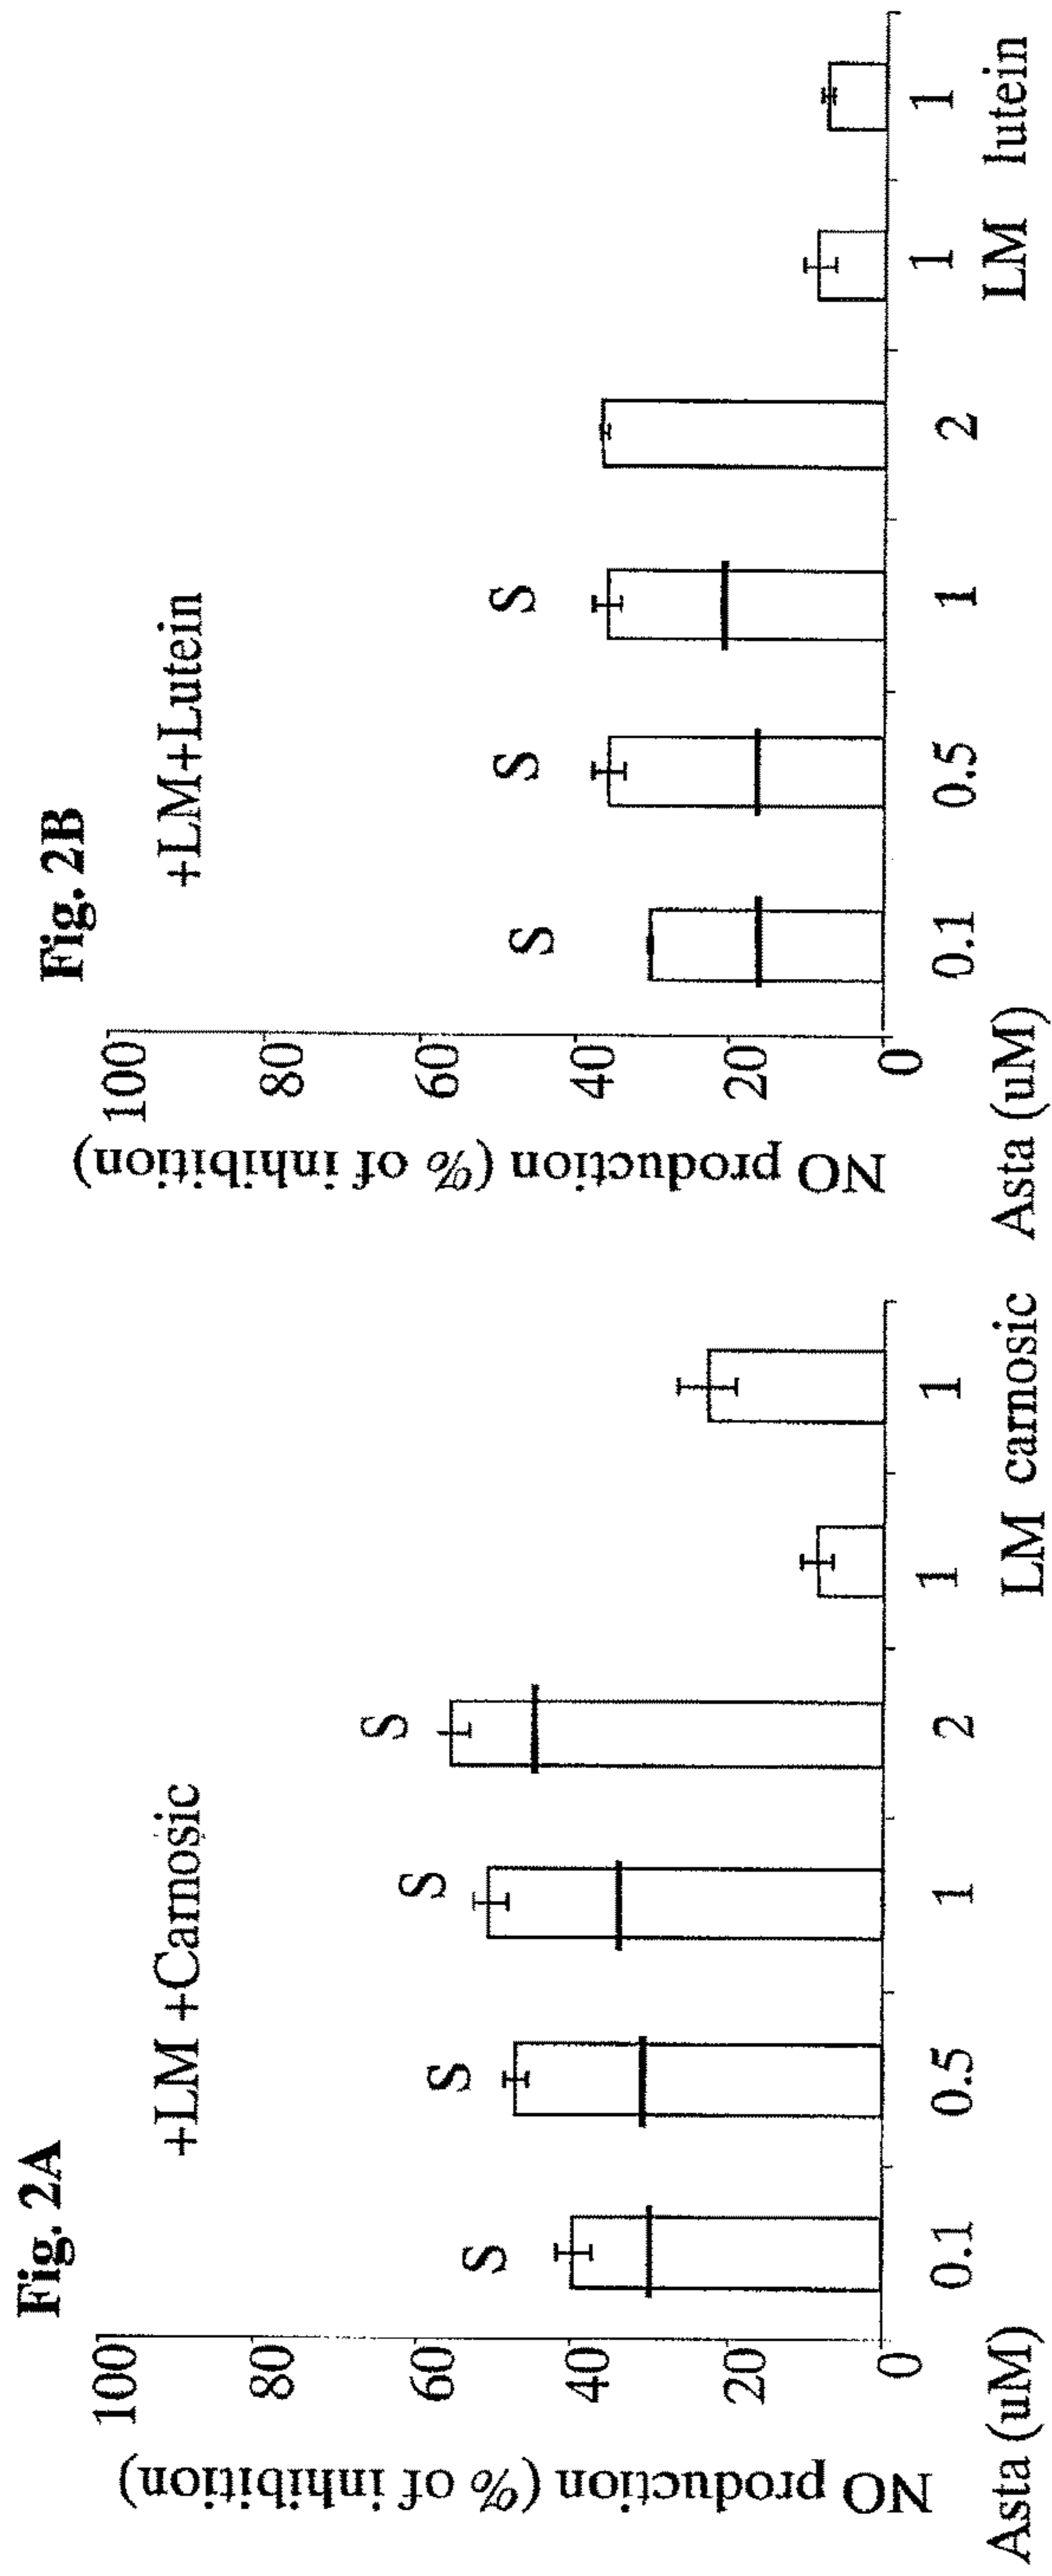 Fig. 2A
+LM +Carnosic
NO production (% of inhibition)
100
80
60
40
20
0
S
S
S
S
0.1
0.5
1
2
1
1
Asta (uM)
LM carnosic
Fig. 2B
+LM+Lutein
NO production (% of inhibition)
100
80
60
40
20
0
S
S
S
0.1
0.5
1
2
1
1
Asta (uM)
LM lutein